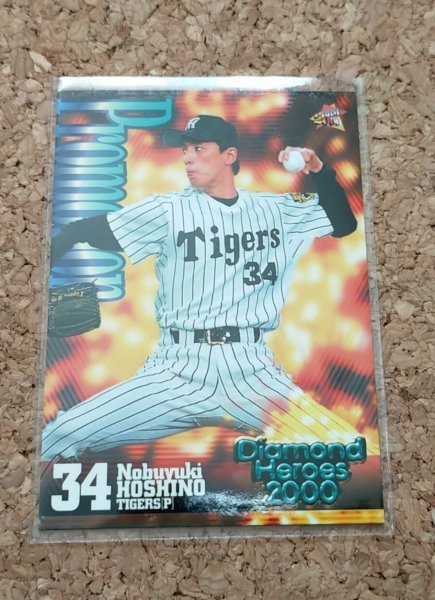 Promotion
Tigers
34
34
Nobuyuki
HOSHINO
TIGERS [P]
Diamond
Heroes
2000